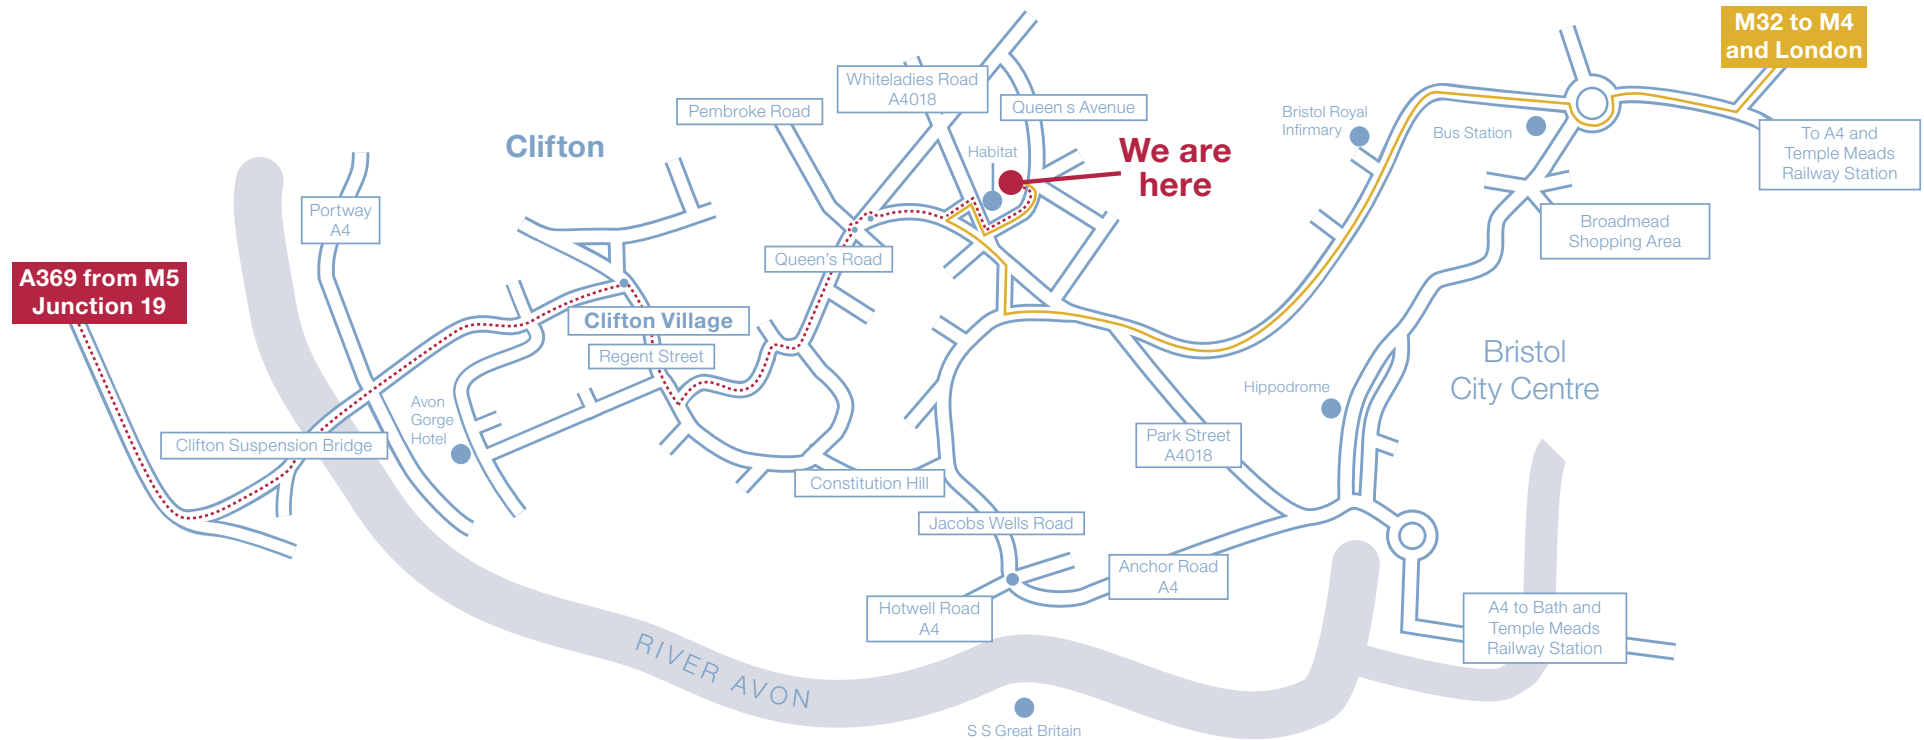 M32 to M4
and London
Whiteladies Road
A4018
Pembroke Road
Queen s Avenue
Bristol Royal
Infirmary
Bus Station
To A4 and
Temple Meads
Railway Station
Clifton
Habitat
We are
here
Portway
A4
Broadmead
Shopping Area
Queen's Road
A369 from M5
Junction 19
Clifton Village
Regent Street
Bristol
City Centre
Hippodrome
Avon
Gorge
Hotel
Clifton Suspension Bridge
Park Street
A4018
Constitution Hill
Jacobs Wells Road
Anchor Road
A4
Hotwell Road
A4
A4 to Bath and
Temple Meads
Railway Station
RIVER AVON
S S Great Britain